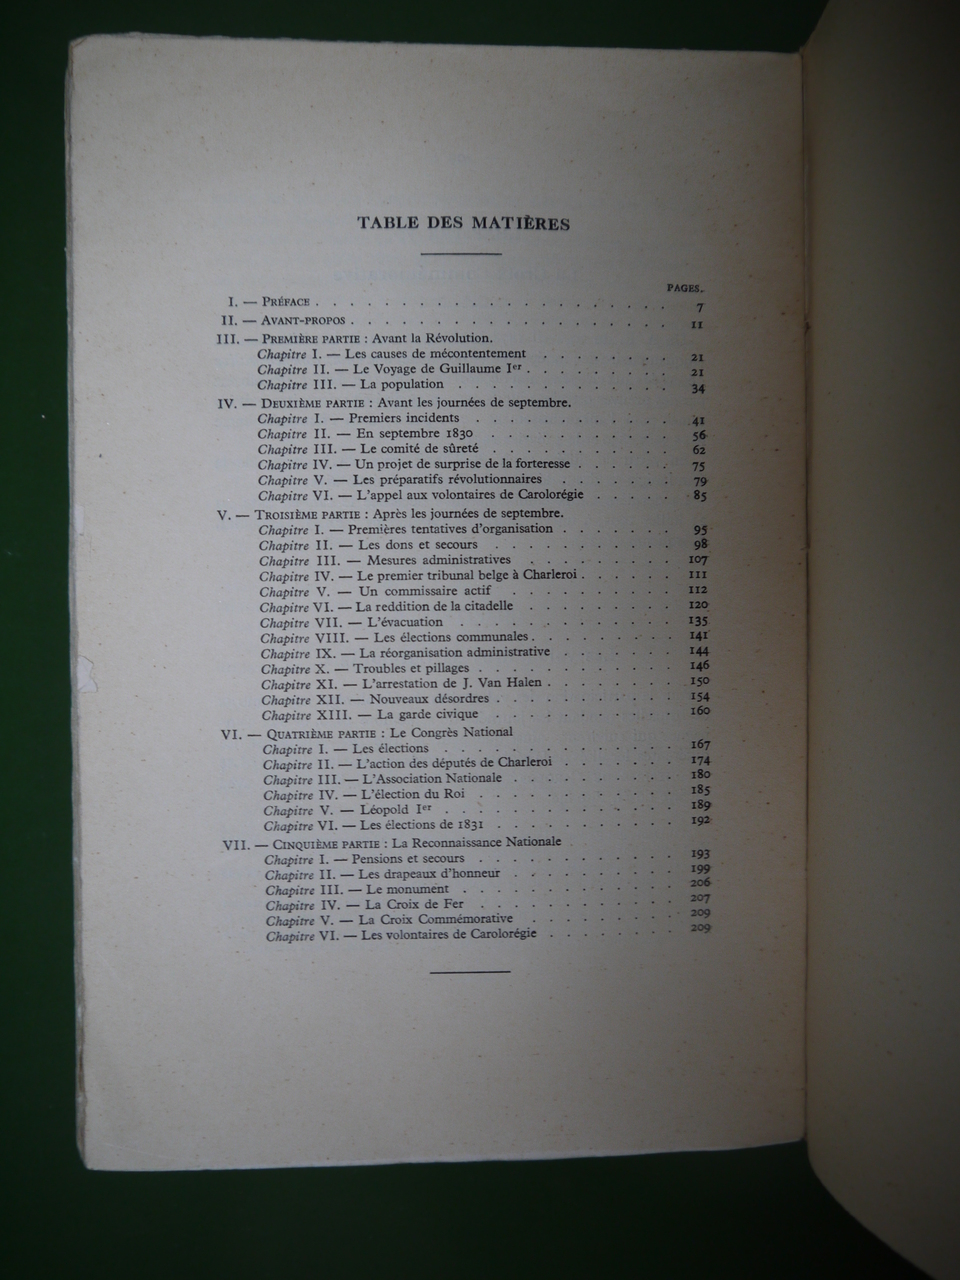 TABLE DES MATIÈRES
PAGES.
I. — PRÉFACE . . . . . . . . . . . . . . . . . . . . . 7
II. — AVANT-PROPOS . . . . . . . . . . . . . . . . . . . 11
III. — PREMIÈRE PARTIE : Avant la Révolution.
Chapitre I. — Les causes de mécontentement . . . . . . . . 21
Chapitre II. — Le Voyage de Guillaume Ier . . . . . . . . . 21
Chapitre III. — La population . . . . . . . . . . . . . 34
IV. — DEUXIÈME PARTIE : Avant les journées de septembre.
Chapitre I. — Premiers incidents . . . . . . . . . . . . 41
Chapitre II. — En septembre 1830 . . . . . . . . . . . 56
Chapitre III. — Le comité de sûreté . . . . . . . . . . . 62
Chapitre IV. — Un projet de surprise de la forteresse . . . . . . 75
Chapitre V. — Les préparatifs révolutionnaires . . . . . . . 79
Chapitre VI. — L'appel aux volontaires de Carolorégie . . . . . 85
V. — TROISIÈME PARTIE : Après les journées de septembre.
Chapitre I. — Premières tentatives d'organisation . . . . . . . 95
Chapitre II. — Les dons et secours . . . . . . . . . . . 98
Chapitre III. — Mesures administratives . . . . . . . . . 107
Chapitre IV. — Le premier tribunal belge à Charleroi . . . . . . 111
Chapitre V. — Un commissaire actif . . . . . . . . . . 112
Chapitre VI. — La reddition de la citadelle . . . . . . . . . 120
Chapitre VII. — L'évacuation . . . . . . . . . . . . . 135
Chapitre VIII. — Les élections communales . . . . . . . . . 141
Chapitre IX. — La réorganisation administrative . . . . . . . 144
Chapitre X. — Troubles et pillages . . . . . . . . . . . . 146
Chapitre XI. — L'arrestation de J. Van Halen . . . . . . . . 150
Chapitre XII. — Nouveaux désordres . . . . . . . . . . . 154
Chapitre XIII. — La garde civique . . . . . . . . . . . 160
VI. — QUATRIÈME PARTIE : Le Congrès National
Chapitre I. — Les élections . . . . . . . . . . . . . . 167
Chapitre II. — L'action des députés de Charleroi . . . . . . . 174
Chapitre III. — L'Association Nationale . . . . . . . . . . 180
Chapitre IV. — L'élection du Roi . . . . . . . . . . . . 185
Chapitre V. — Léopold Ier . . . . . . . . . . . . . . 189
Chapitre VI. — Les élections de 1831 . . . . . . . . . . . 192
VII. — CINQUIÈME PARTIE : La Reconnaissance Nationale
Chapitre I. — Pensions et secours . . . . . . . . . . . . 193
Chapitre II. — Les drapeaux d'honneur . . . . . . . . . . 199
Chapitre III. — Le monument . . . . . . . . . . . . . 206
Chapitre IV. — La Croix de Fer . . . . . . . . . . . . 207
Chapitre V. — La Croix Commémorative . . . . . . . . . 209
Chapitre VI. — Les volontaires de Carolorégie . . . . . . . . 209